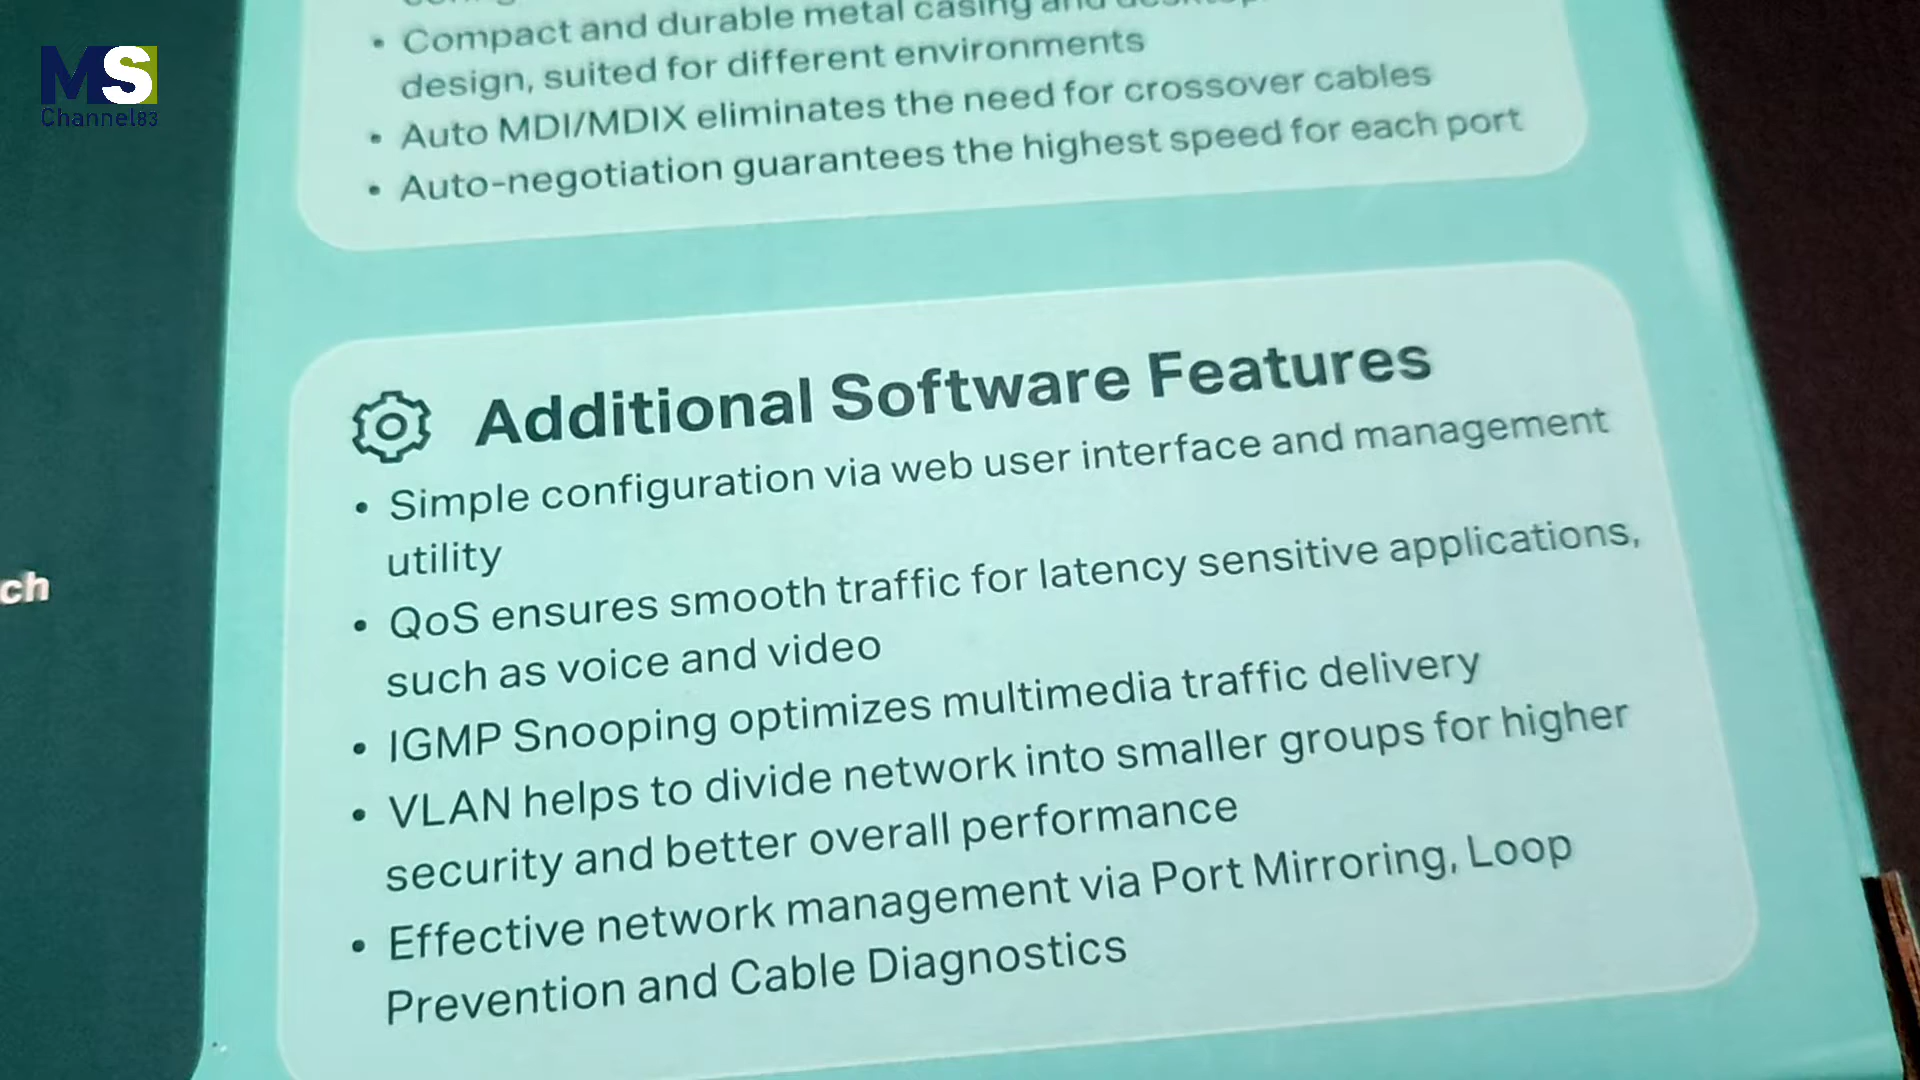 MS
Channel83
• Compact and durable metal casing and
design, suited for different environments
• Auto MDI/MDIX eliminates the need for crossover cables
• Auto-negotiation guarantees the highest speed for each port
Additional Software Features
• Simple configuration via web user interface and management
utility
• QoS ensures smooth traffic for latency sensitive applications,
such as voice and video
• IGMP Snooping optimizes multimedia traffic delivery
• VLAN helps to divide network into smaller groups for higher
security and better overall performance
• Effective network management via Port Mirroring, Loop
Prevention and Cable Diagnostics
ch